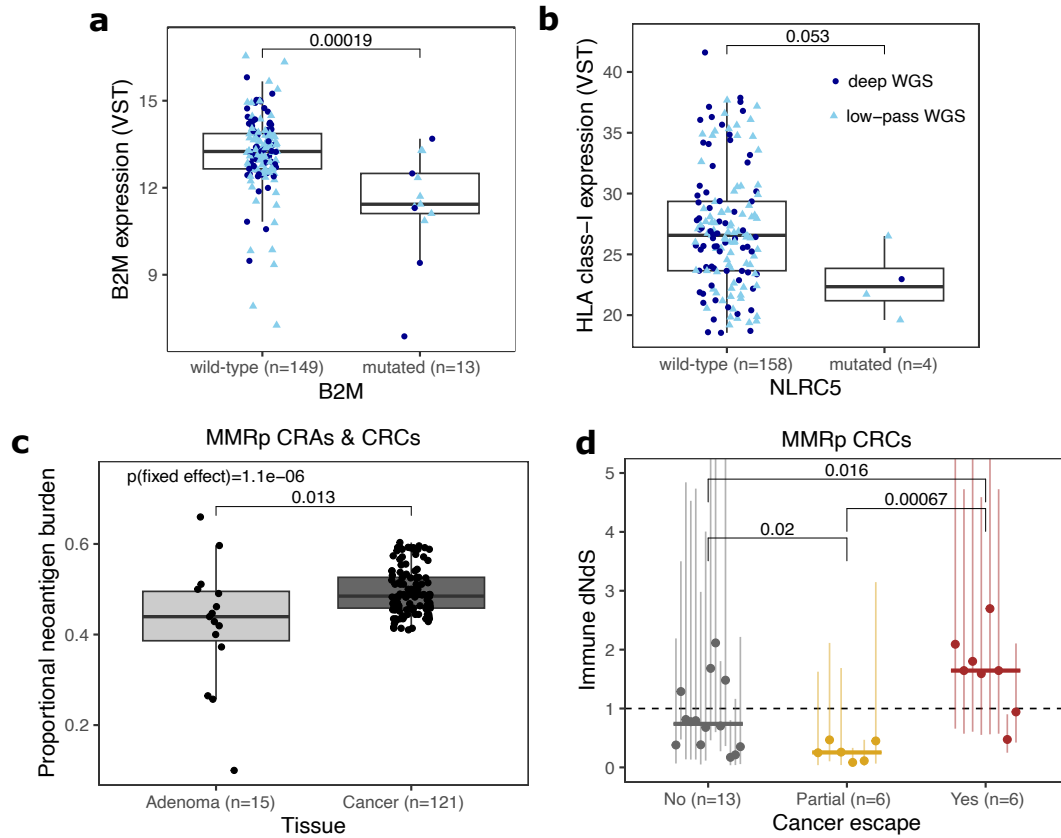 a
0.00019
B2M expression (VST)
15
12
9
wild-type (n=149)
mutated (n=13)
B2M
b
0.053
deep WGS
low-pass WGS
HLA class-I expression (VST)
40
35
30
25
20
wild-type (n=158)
mutated (n=4)
NLRC5
c
MMRp CRAs & CRCs
p(fixed effect)=1.1e-06
0.013
Proportional neoantigen burden
0.6
0.4
0.2
Adenoma (n=15)
Cancer (n=121)
Tissue
d
MMRp CRCs
0.016
0.00067
0.02
Immune dNdS
5
4
3
2
1
0
No (n=13)
Partial (n=6)
Yes (n=6)
Cancer escape